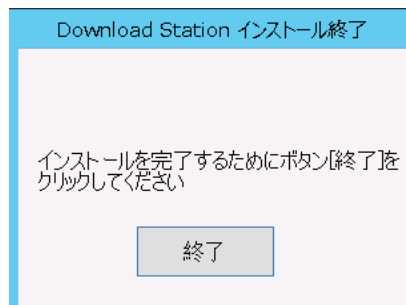 Download Station インストール終了
インストールを完了するためにボタン[終了]を
クリックしてください
終了